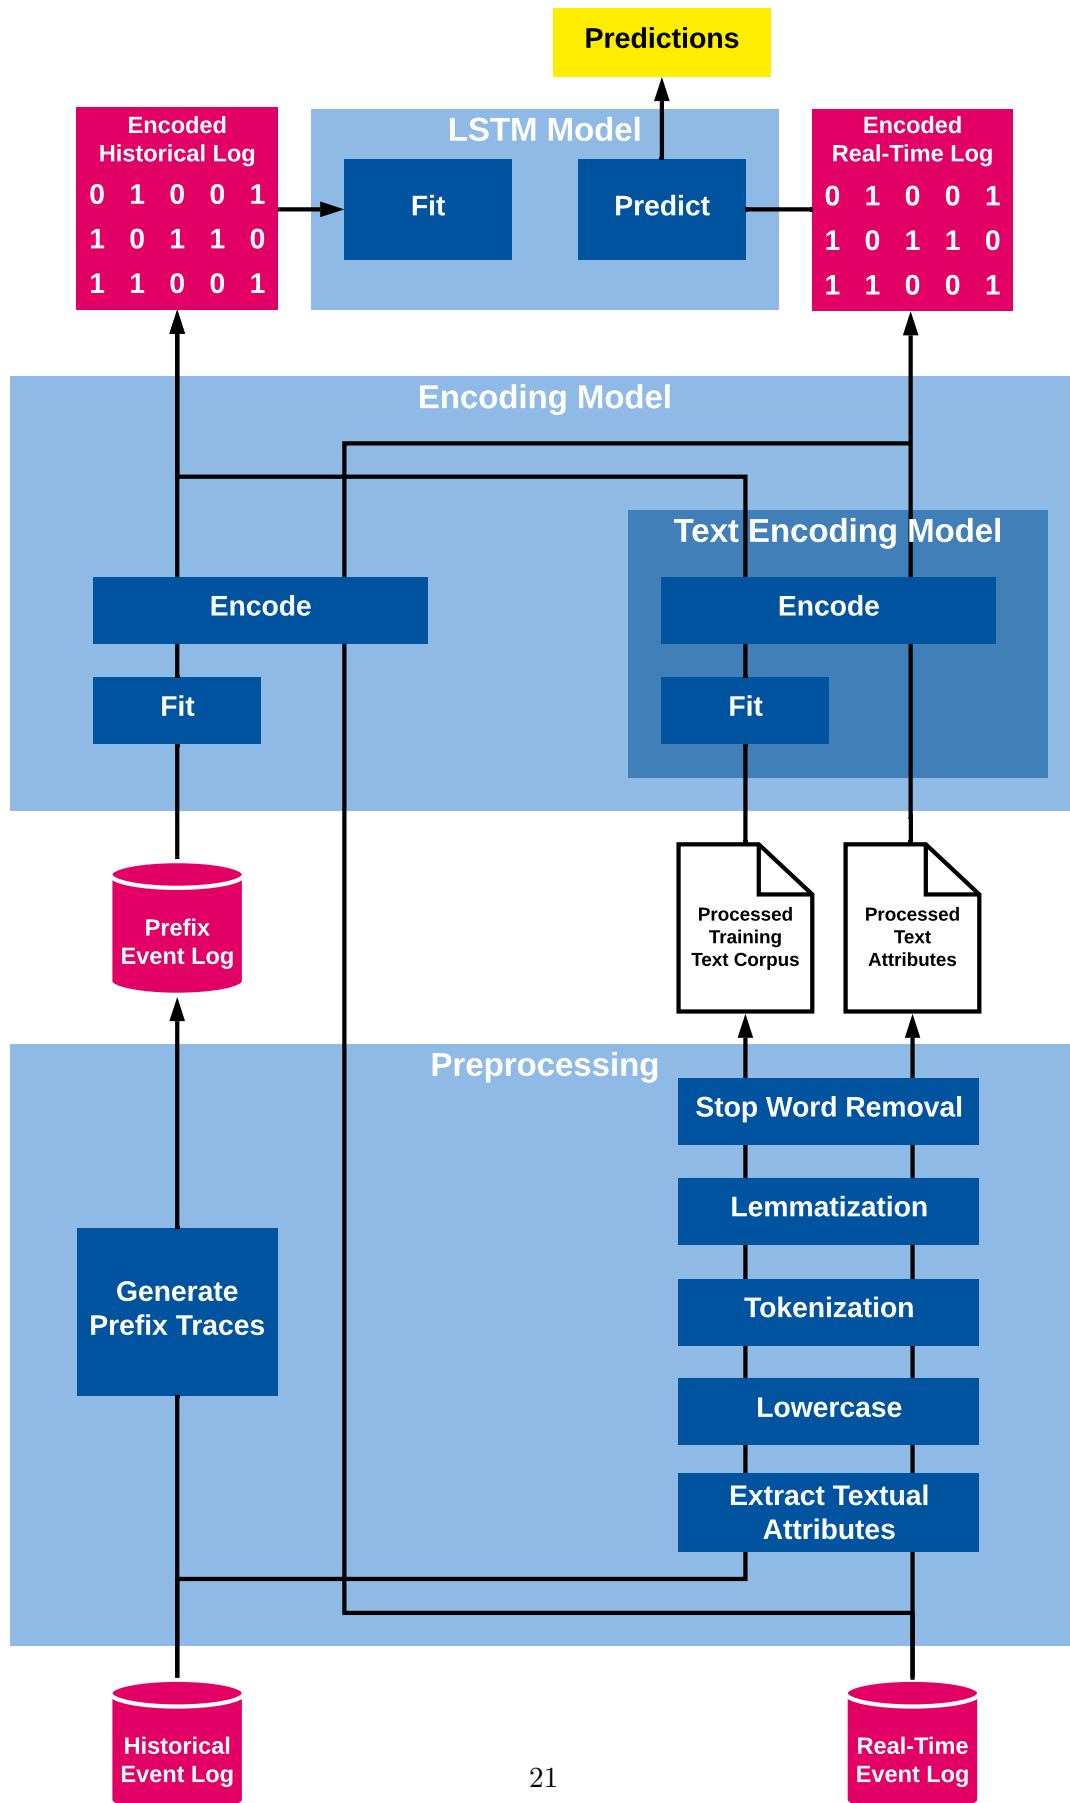 Predictions
Encoded
Historical Log
0 1 0 0 1
1 0 1 1 0
1 1 0 0 1
LSTM Model
Fit
Predict
Encoded
Real-Time Log
0 1 0 0 1
1 0 1 1 0
1 1 0 0 1
Encoding Model
Text Encoding Model
Encode
Encode
Fit
Fit
Prefix
Event Log
Processed
Training
Text Corpus
Processed
Text
Attributes
Preprocessing
Stop Word Removal
Lemmatization
Generate
Prefix Traces
Tokenization
Lowercase
Extract Textual
Attributes
Historical
Event Log
Real-Time
Event Log
21